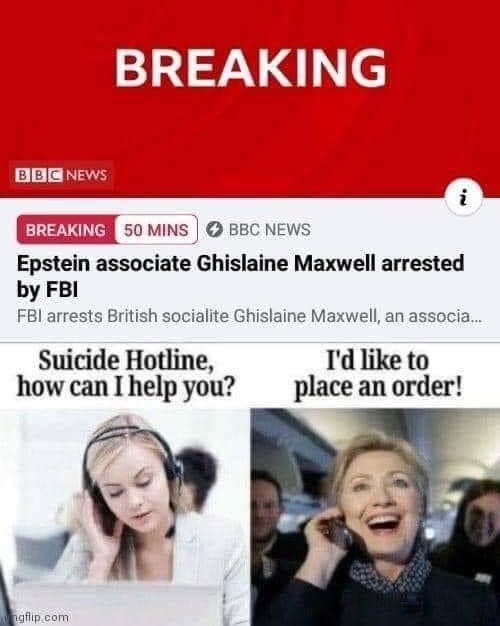 BREAKING
BBC NEWS
BREAKING 50 MINS BBC NEWS
Epstein associate Ghislaine Maxwell arrested
by FBI
FBI arrests British socialite Ghislaine Maxwell, an associa...
Suicide Hotline,
how can I help you?
I'd like to
place an order!
imgflip.com